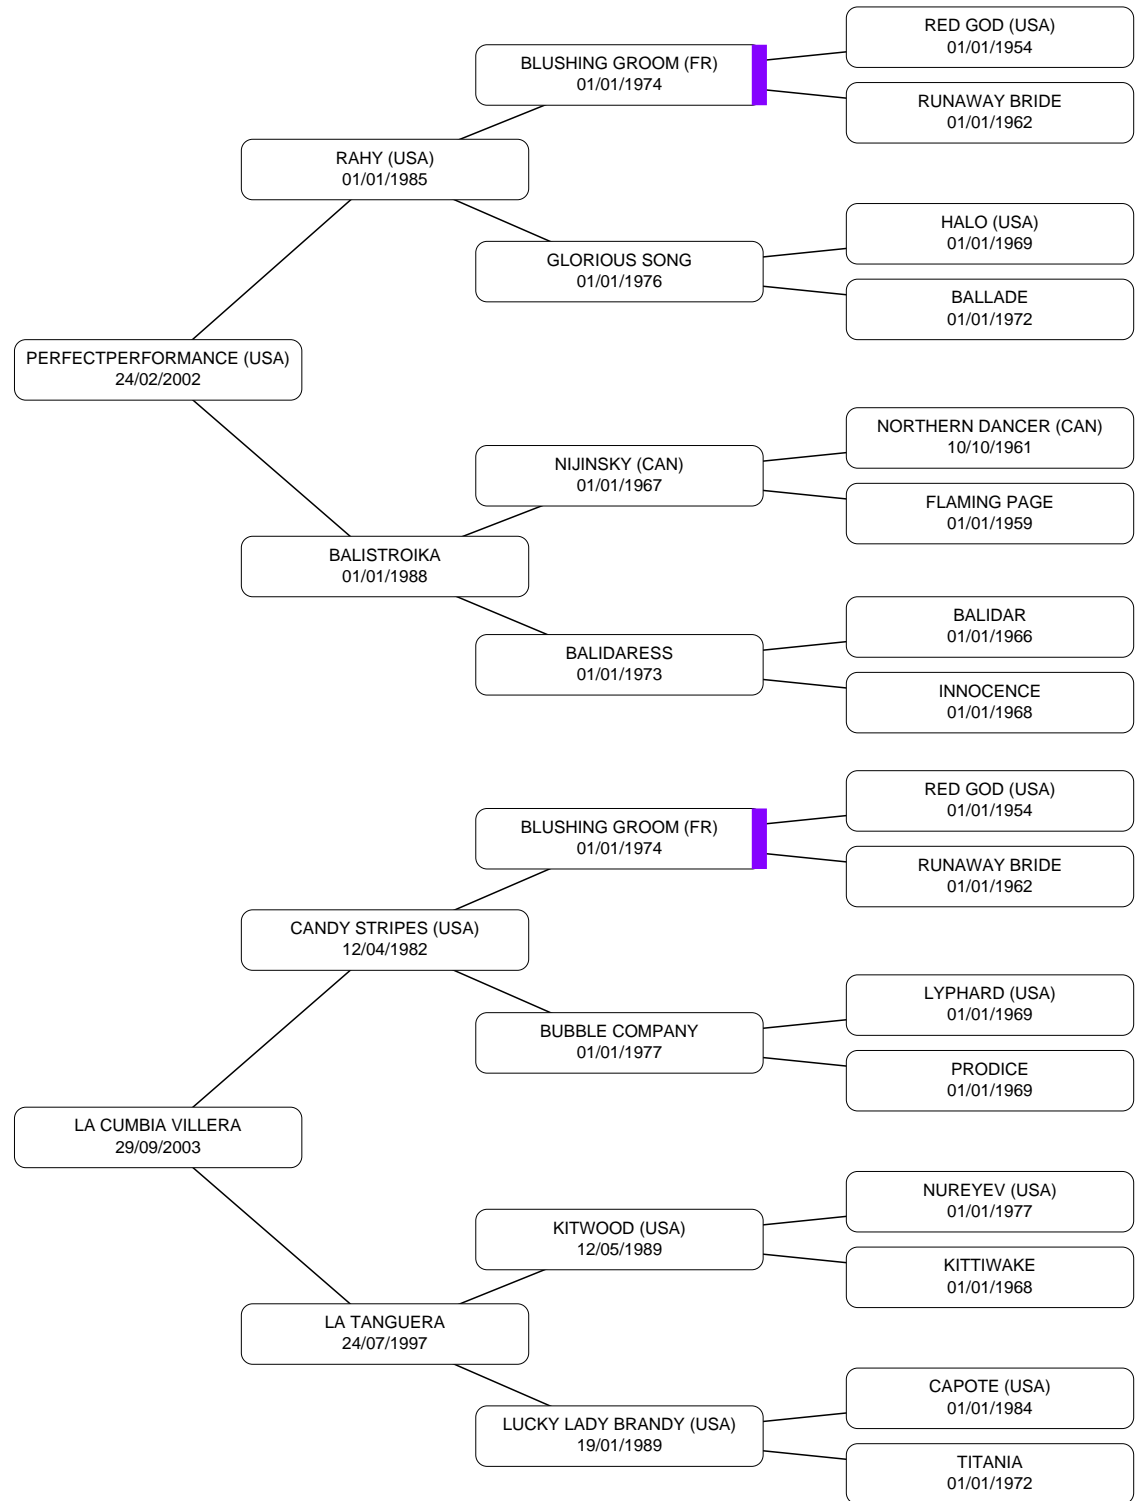 RED GOD (USA)
01/01/1954
BLUSHING GROOM (FR)
01/01/1974
RUNAWAY BRIDE
01/01/1962
RAHY (USA)
01/01/1985
HALO (USA)
01/01/1969
GLORIOUS SONG
01/01/1976
BALLADE
01/01/1972
PERFECTPERFORMANCE (USA)
24/02/2002
NORTHERN DANCER (CAN)
10/10/1961
NIJINSKY (CAN)
01/01/1967
FLAMING PAGE
01/01/1959
BALISTROIKA
01/01/1988
BALIDAR
01/01/1966
BALIDARESS
01/01/1973
INNOCENCE
01/01/1968
RED GOD (USA)
01/01/1954
BLUSHING GROOM (FR)
01/01/1974
RUNAWAY BRIDE
01/01/1962
CANDY STRIPES (USA)
12/04/1982
LYPHARD (USA)
01/01/1969
BUBBLE COMPANY
01/01/1977
PRODICE
01/01/1969
LA CUMBIA VILLERA
29/09/2003
NUREYEV (USA)
01/01/1977
KITWOOD (USA)
12/05/1989
KITTIWAKE
01/01/1968
LA TANGUERA
24/07/1997
CAPOTE (USA)
01/01/1984
LUCKY LADY BRANDY (USA)
19/01/1989
TITANIA
01/01/1972